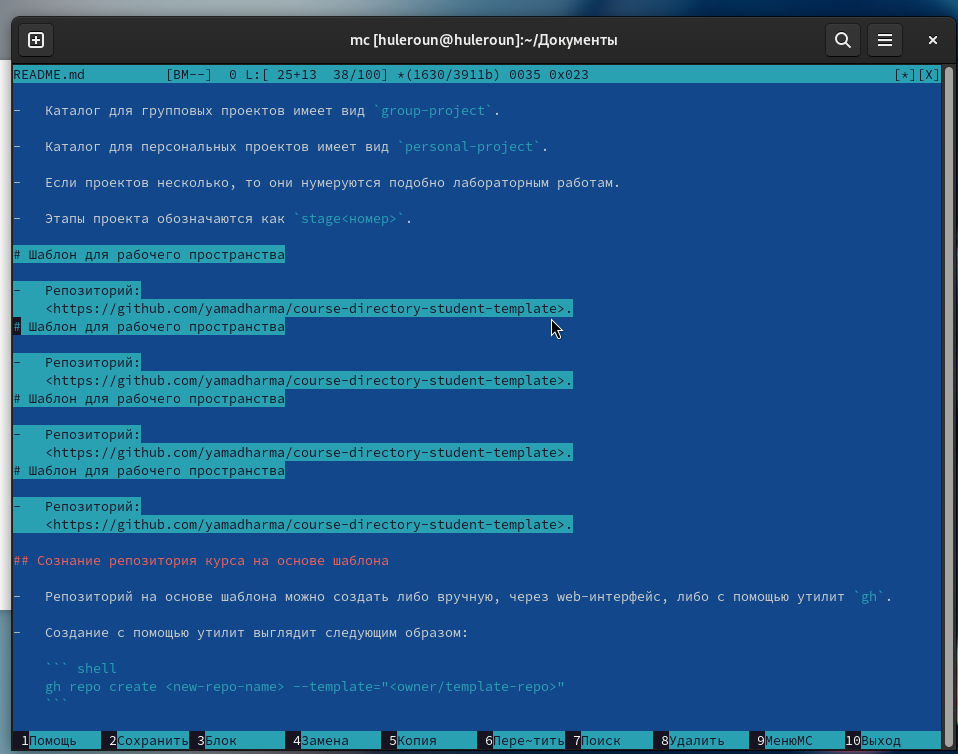 mc [huleroun@huleroun]:~/Документы
README.md [BM--] 0 L:[ 25+13 38/100] *(1630/3911b) 0035 0x023 [*][X]
- Каталог для групповых проектов имеет вид `group-project`.
- Каталог для персональных проектов имеет вид `personal-project`.
- Если проектов несколько, то они нумеруются подобно лабораторным работам.
- Этапы проекта обозначаются как `stage<номер>`.
# Шаблон для рабочего пространства
- Репозиторий:
<https://github.com/yamadharma/course-directory-student-template>.
# Шаблон для рабочего пространства
- Репозиторий:
<https://github.com/yamadharma/course-directory-student-template>.
# Шаблон для рабочего пространства
- Репозиторий:
<https://github.com/yamadharma/course-directory-student-template>.
# Шаблон для рабочего пространства
- Репозиторий:
<https://github.com/yamadharma/course-directory-student-template>.
## Сознание репозитория курса на основе шаблона
- Репозиторий на основе шаблона можно создать либо вручную, через web-интерфейс, либо с помощью утилит `gh`.
- Создание с помощью утилит выглядит следующим образом:
``` shell
gh repo create <new-repo-name> --template="<owner/template-repo>"
```
1Помощь 2Сохранить 3Блок 4Замена 5Копия 6Пере~тить 7Поиск 8Удалить 9МенюМС 10Выход